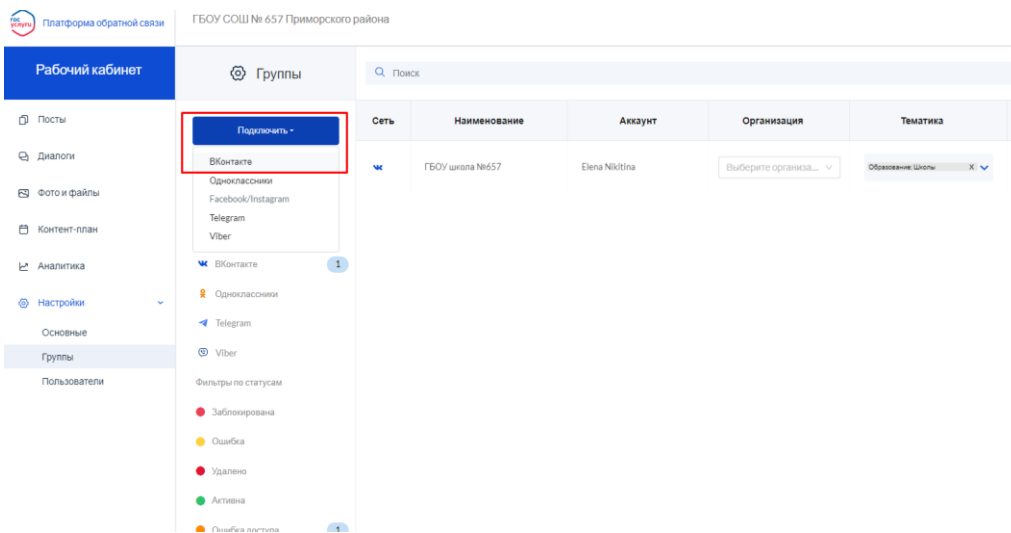 гос
услуги
Платформа обратной связи
ГБОУ СОШ № 657 Приморского района
Рабочий кабинет
Группы
Поиск
Посты
Диалоги
Фото и файлы
Контент-план
Аналитика
Настройки
Основные
Группы
Пользователи
Подключить
ВКонтакте
Одноклассники
Facebook/Instagram
Telegram
Viber
ВКонтакте 1
Одноклассники
Telegram
Viber
Фильтры по статусам
Заблокирована
Ошибка
Удалено
Активна
Ошибка доступа 1
Сеть Наименование Аккаунт Организация Тематика
ГБОУ школа №657 Elena Nikitina Выберите организа... Образование: Школы X